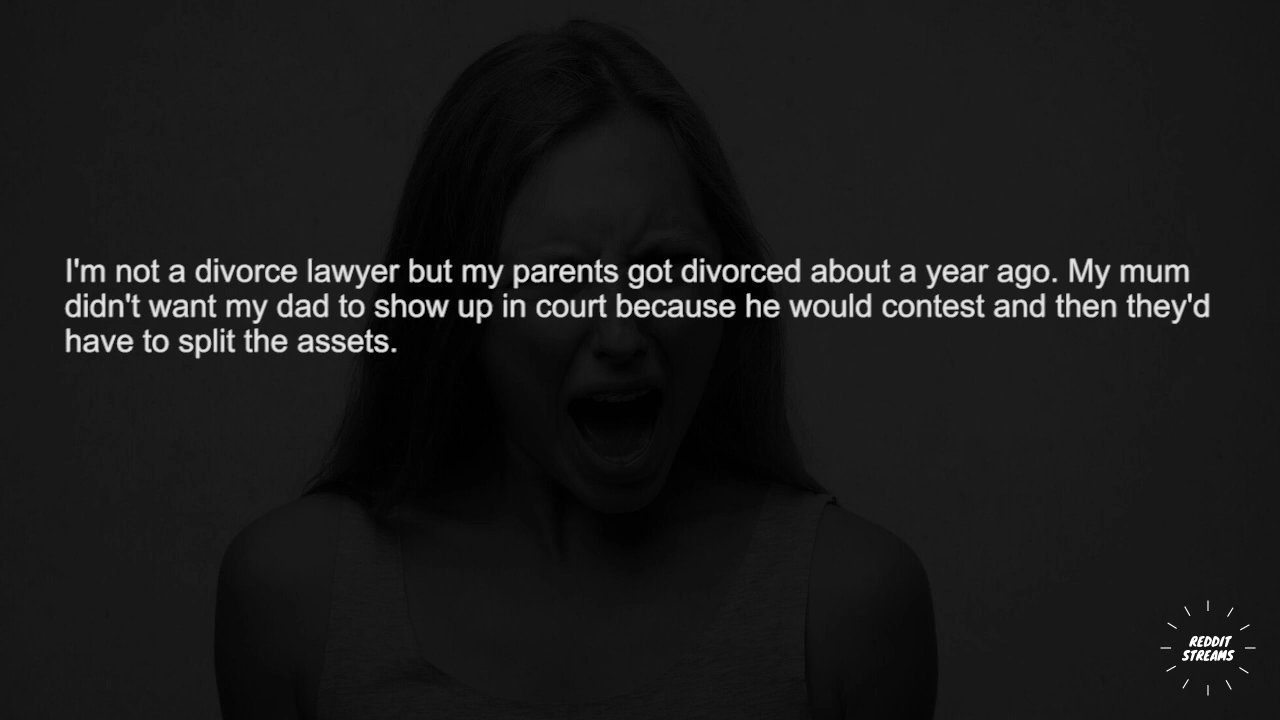 I'm not a divorce lawyer but my parents got divorced about a year ago. My mum
didn't want my dad to show up in court because he would contest and then they'd
have to split the assets.
REDDIT
STREAMS